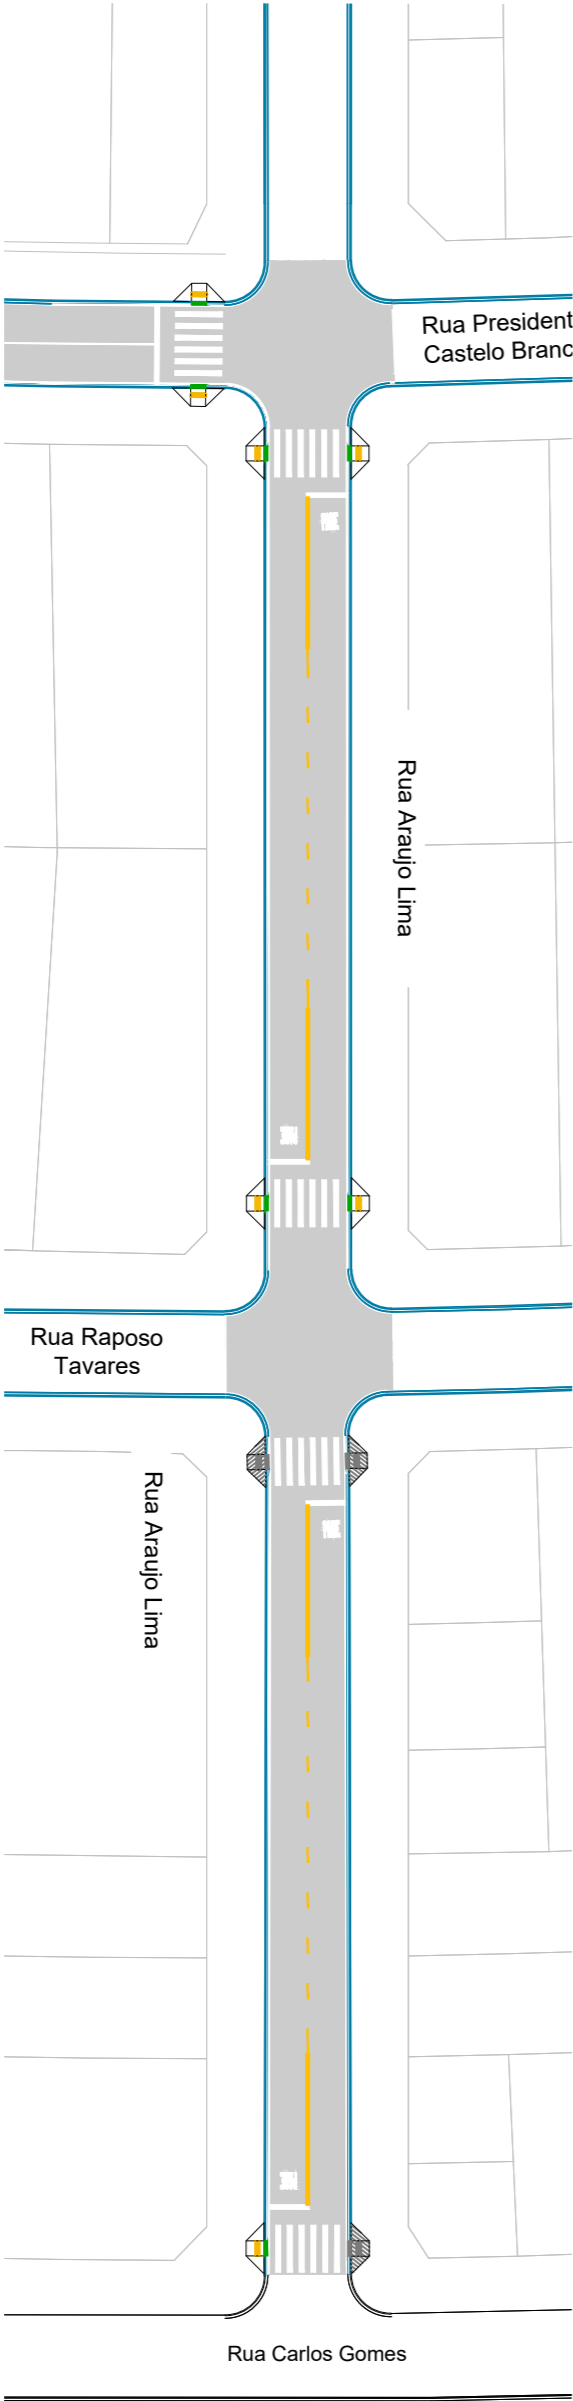 Rua President
Castelo Branc
Rua Araujo Lima
Rua Raposo
Tavares
Rua Araujo Lima
Rua Carlos Gomes